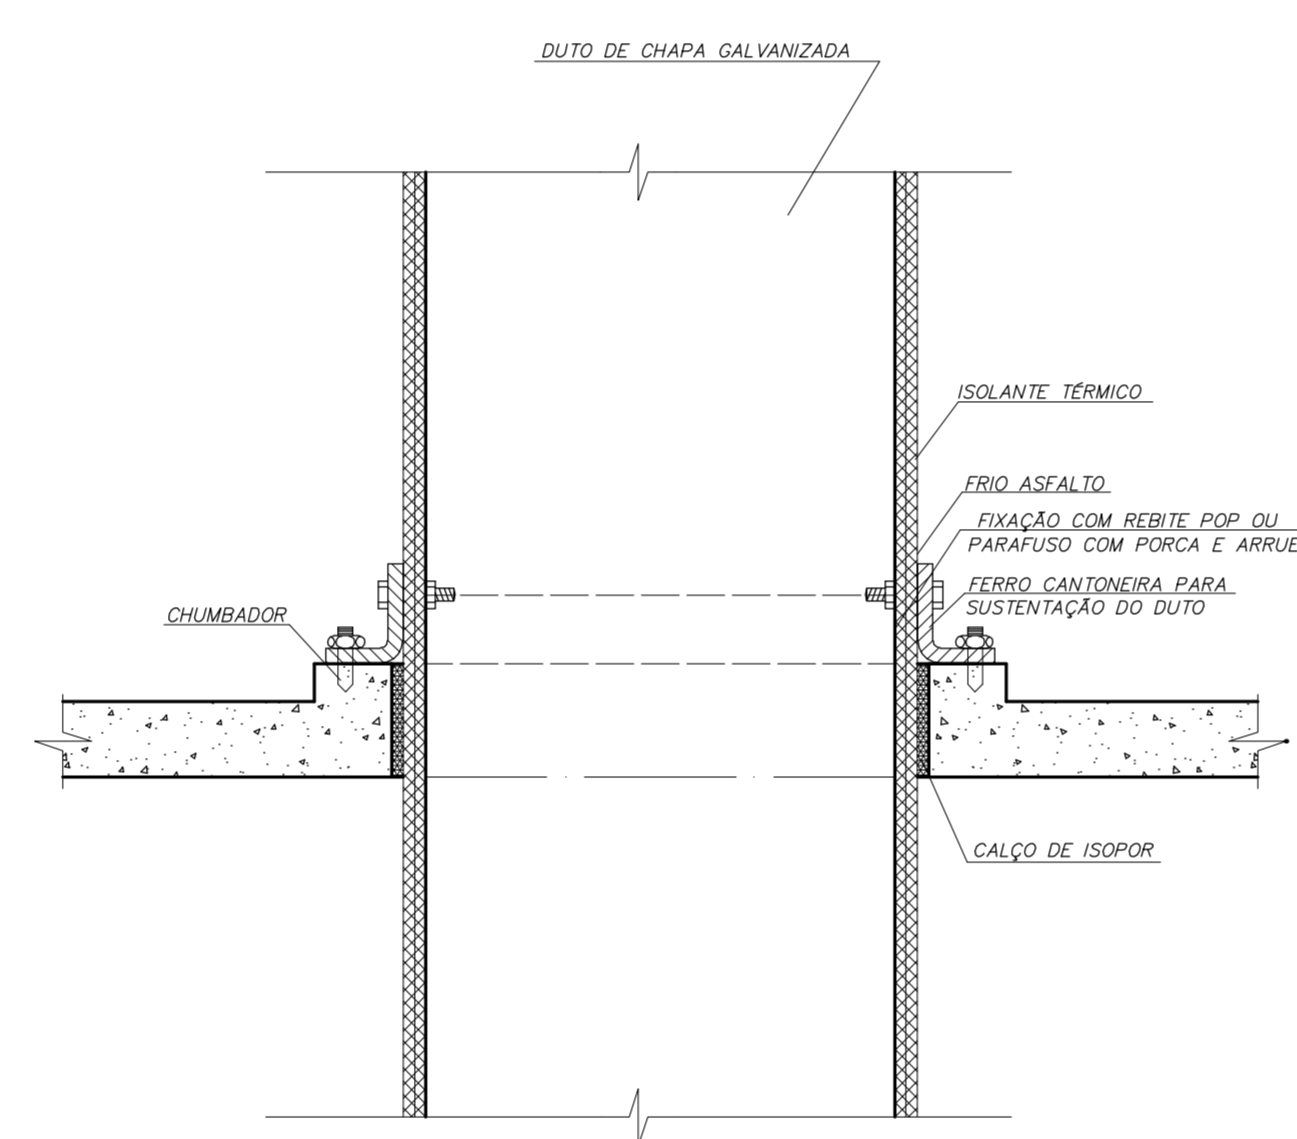 DUTO DE CHAPA GALVANIZADA
ISOLANTE TÉRMICO
FRIO ASFALTO
FIXAÇÃO COM REBITE POP OU
PARAFUSO COM PORCA E ARRUE
FERRO CANTONEIRA PARA
SUSTENTAÇÃO DO DUTO
CHUMBADOR
CALÇO DE ISOPOR